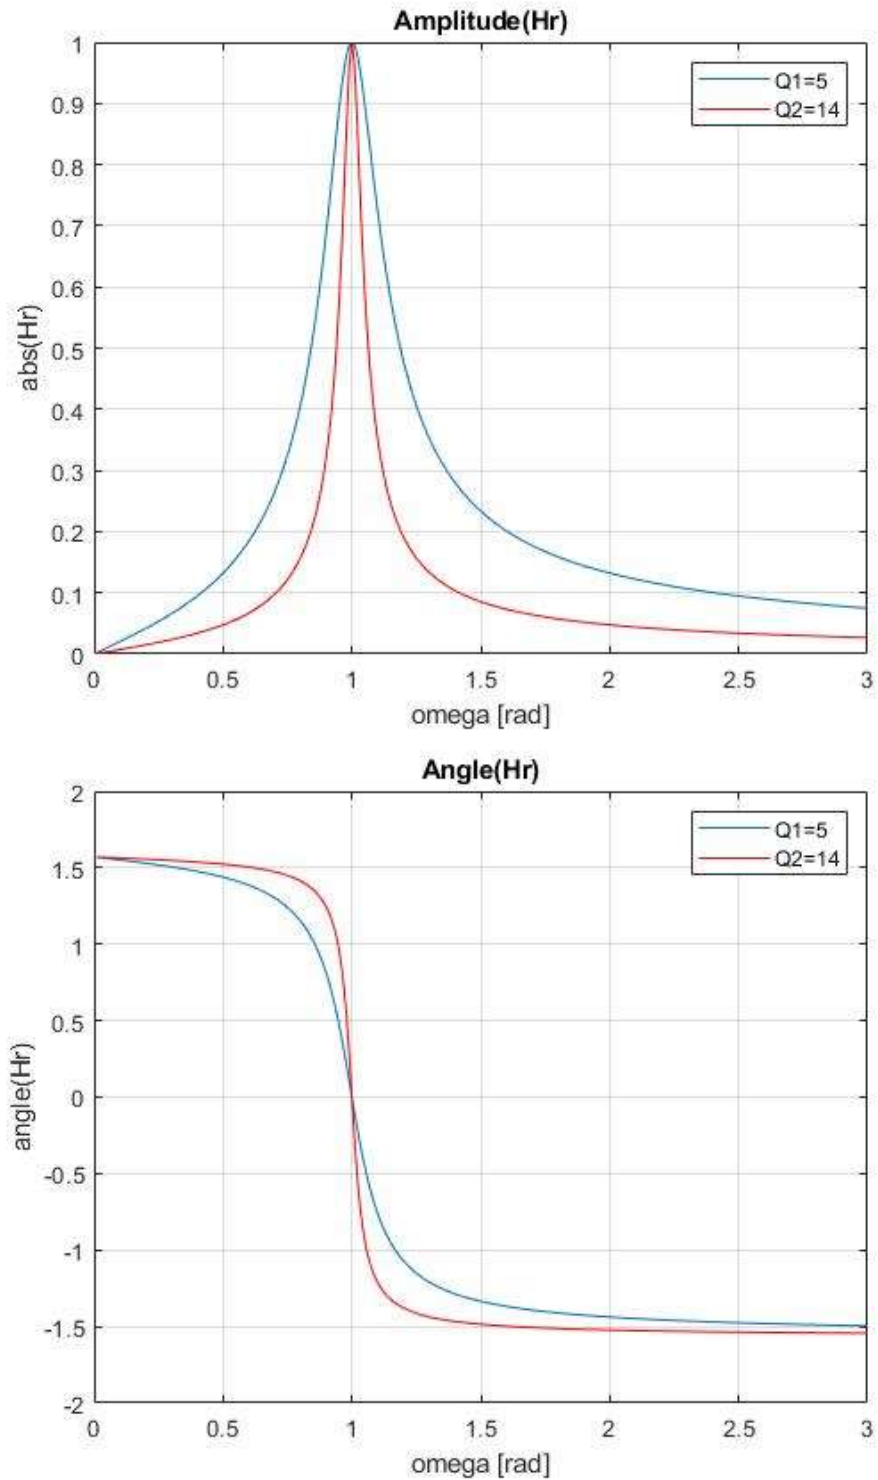 Amplitude(Hr)
Q1=5
Q2=14
1
0.9
0.8
0.7
0.6
0.5
0.4
0.3
0.2
0.1
0
abs(Hr)
0 0.5 1 1.5 2 2.5 3
omega [rad]
Angle(Hr)
Q1=5
Q2=14
2
1.5
1
0.5
0
-0.5
-1
-1.5
-2
angle(Hr)
0 0.5 1 1.5 2 2.5 3
omega [rad]